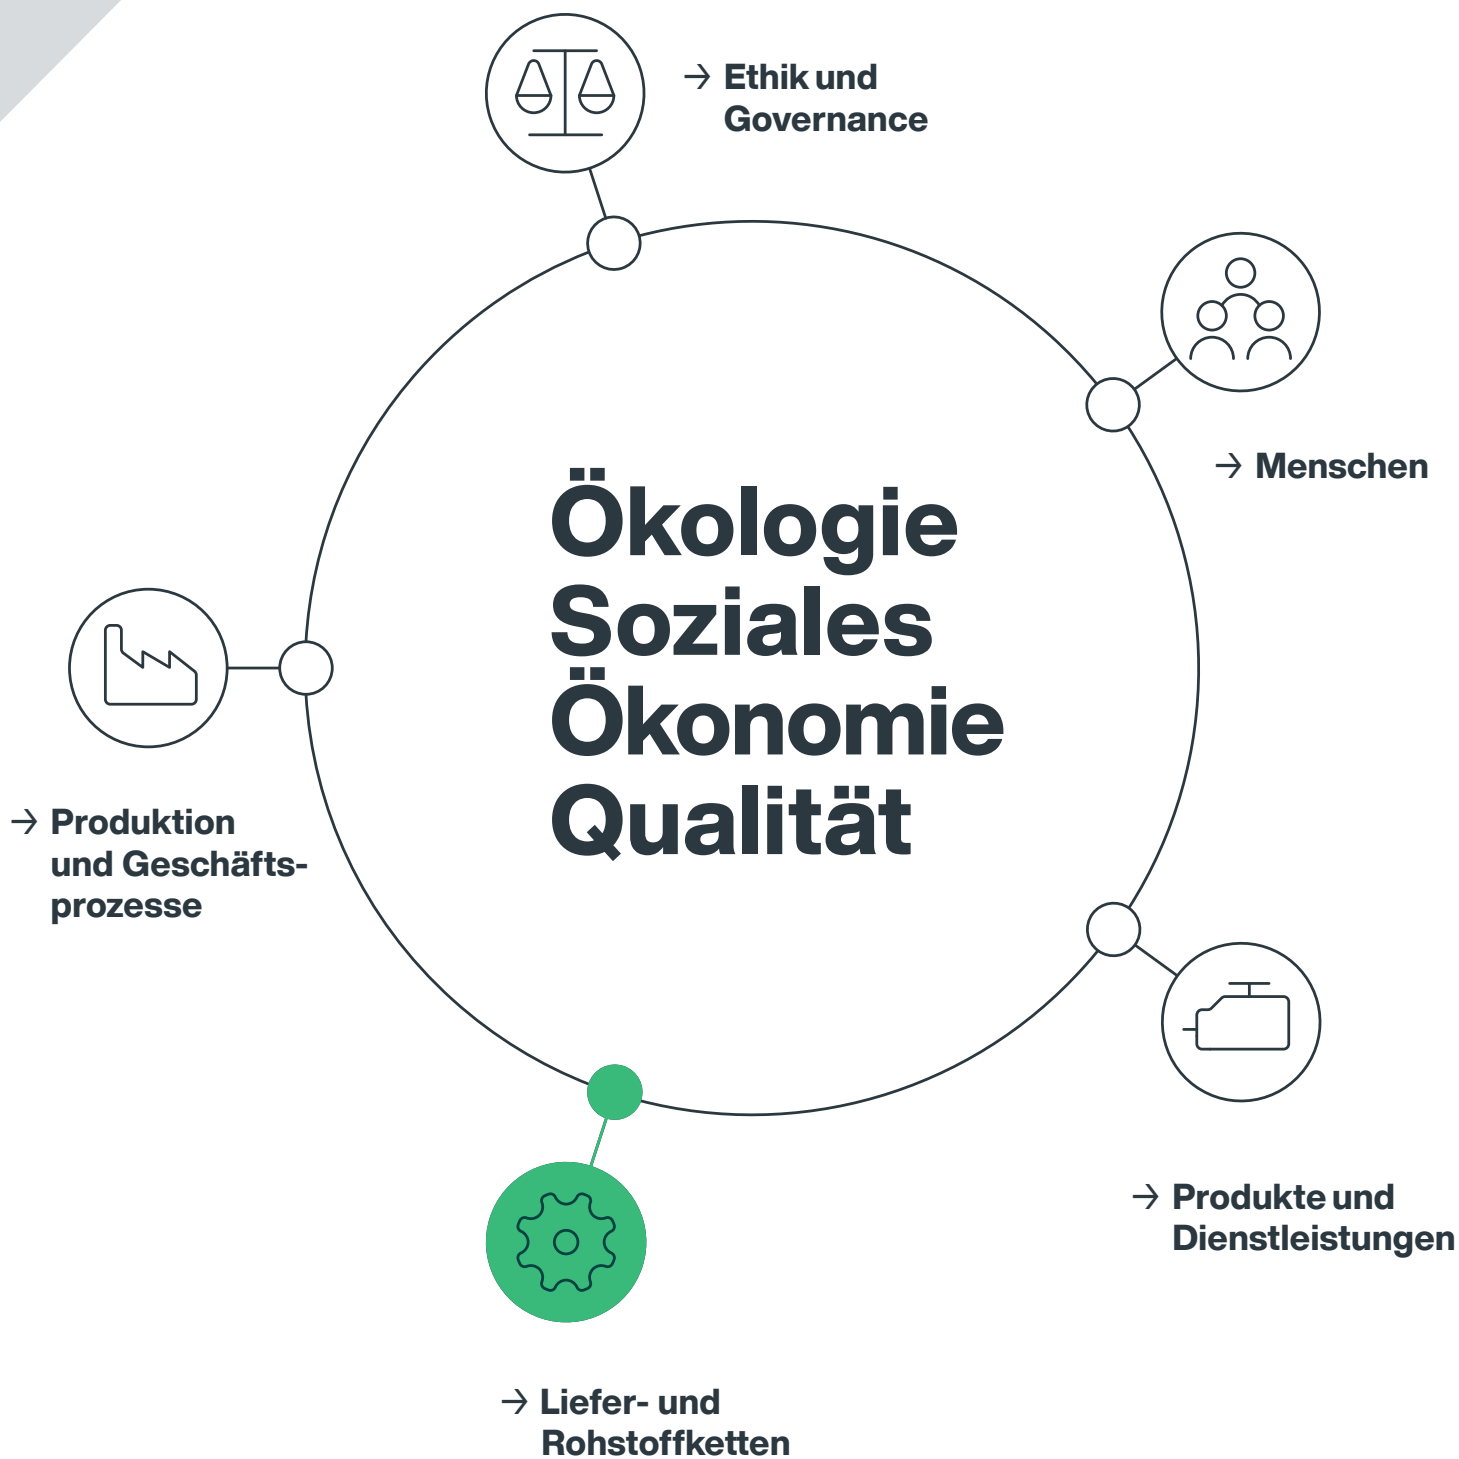 → Ethik und
Governance
→ Menschen
Ökologie
Soziales
Ökonomie
Qualität
→ Produktion
und Geschäfts-
prozesse
→ Produkte und
Dienstleistungen
→ Liefer- und
Rohstoffketten